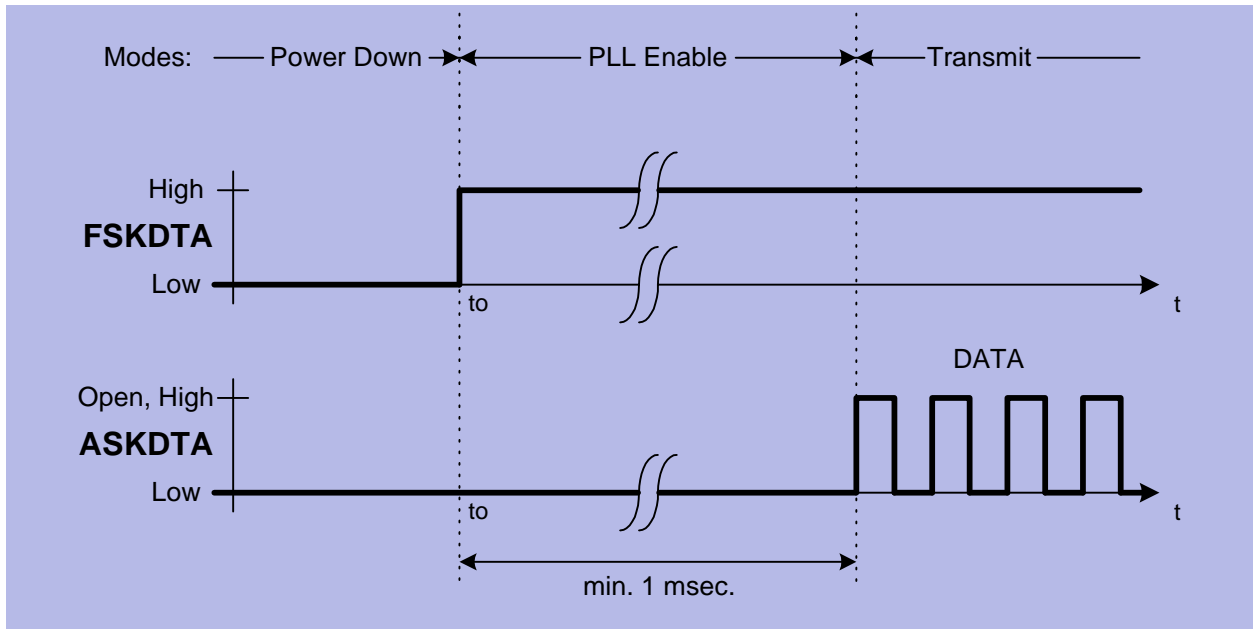 Modes: Power Down PLL Enable Transmit
High
FSKDTA
Low
to
t
DATA
Open, High
ASKDTA
Low
to
t
min. 1 msec.